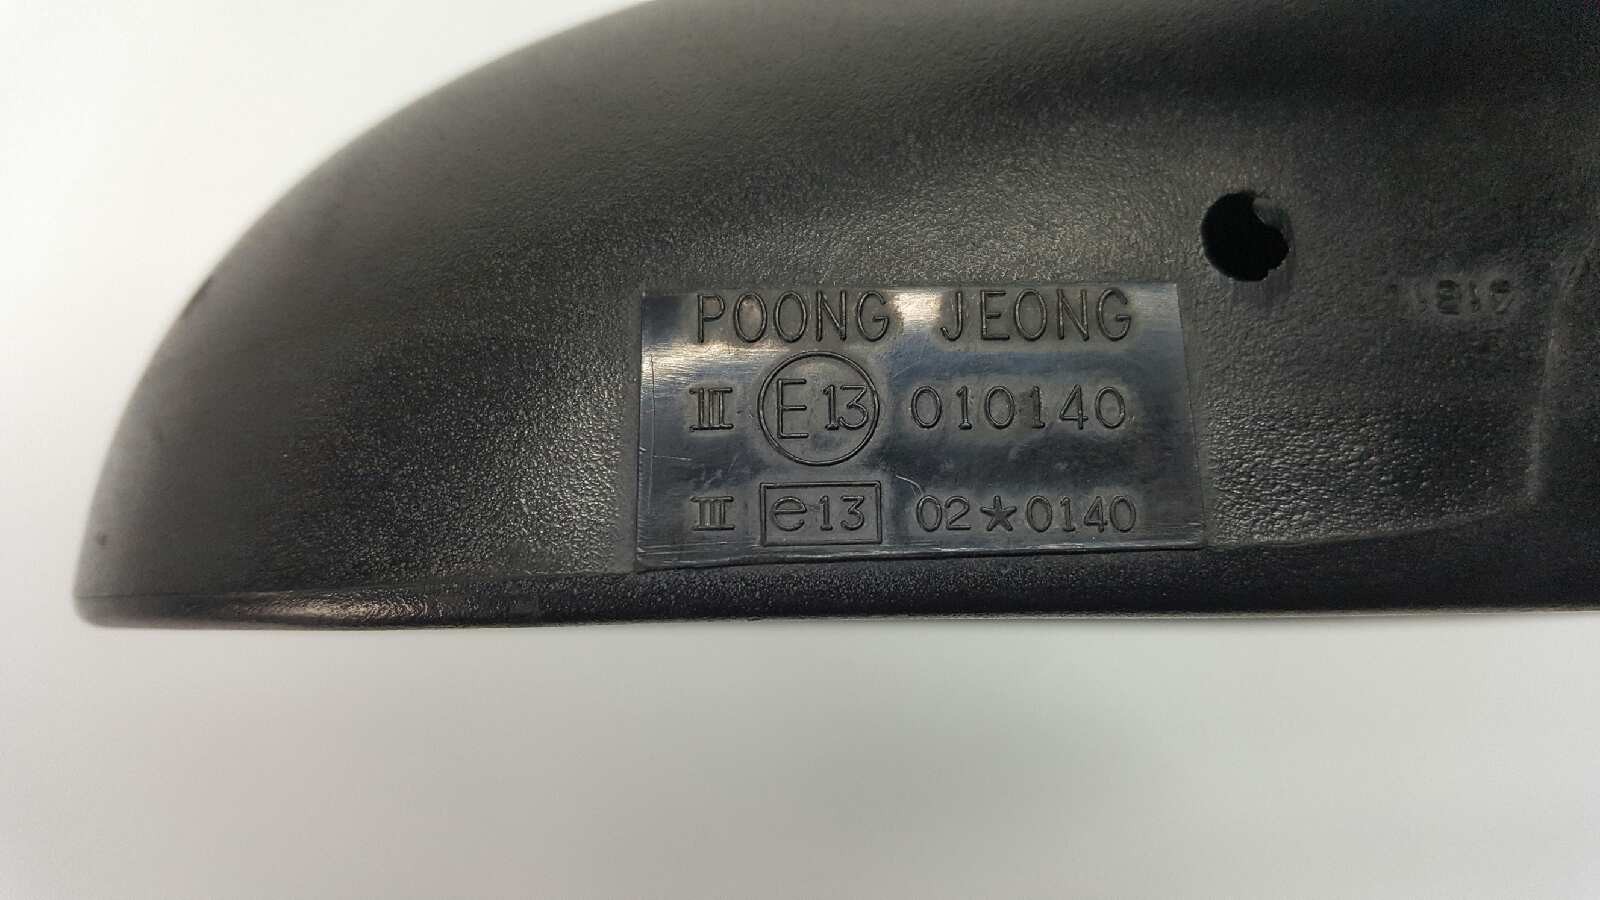 POONG JEONG
III E13 010140
III e13 02★0140